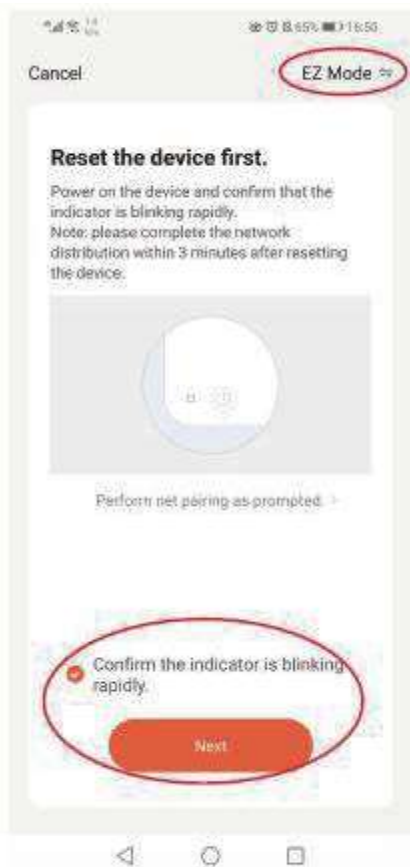 65% 16:50
Cancel
EZ Mode
Reset the device first.
Power on the device and confirm that the
indicator is blinking rapidly.
Note: please complete the network
distribution within 3 minutes after resetting
the device.
Perform net pairing as prompted.
Confirm the indicator is blinking
rapidly.
Next